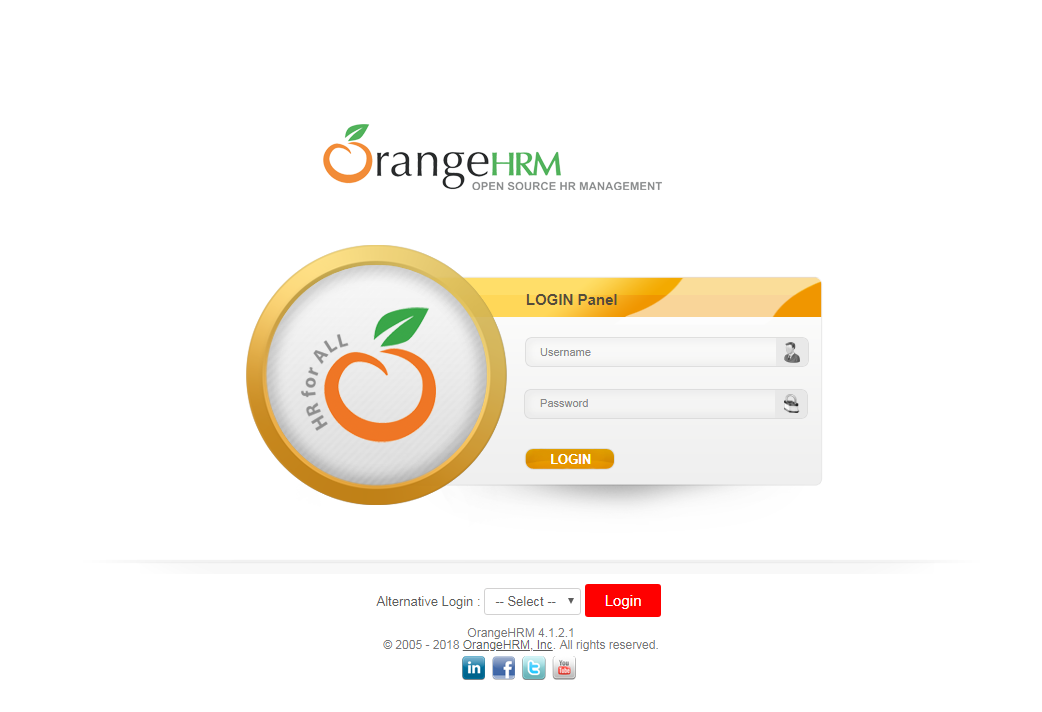 OrangeHRM
OPEN SOURCE HR MANAGEMENT
HR for ALL
LOGIN Panel
Username
Password
LOGIN
Alternative Login : -- Select -- Login
OrangeHRM 4.1.2.1
© 2005 - 2018 OrangeHRM, Inc. All rights reserved.
in f t You Tube